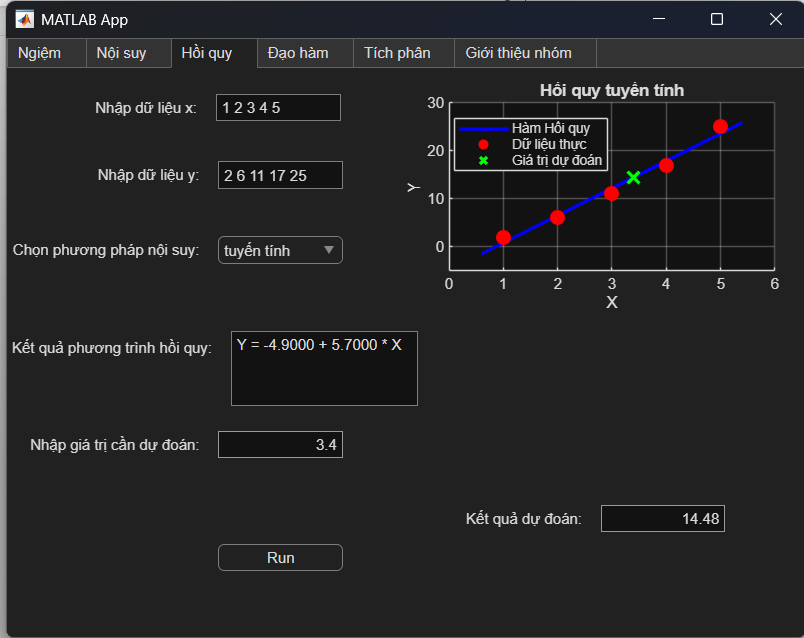 MATLAB App
Ngiệm Nội suy Hồi quy Đạo hàm Tích phân Giới thiệu nhóm
Nhập dữ liệu x: 1 2 3 4 5
Nhập dữ liệu y: 2 6 11 17 25
Chọn phương pháp nội suy: tuyến tính
Kết quả phương trình hồi quy: Y = -4.9000 + 5.7000 * X
Nhập giá trị cần dự đoán: 3.4
Run
Hồi quy tuyến tính
30
20
10
0
Y
Hàm Hồi quy
Dữ liệu thực
Giá trị dự đoán
0 1 2 3 4 5 6
X
Kết quả dự đoán: 14.48